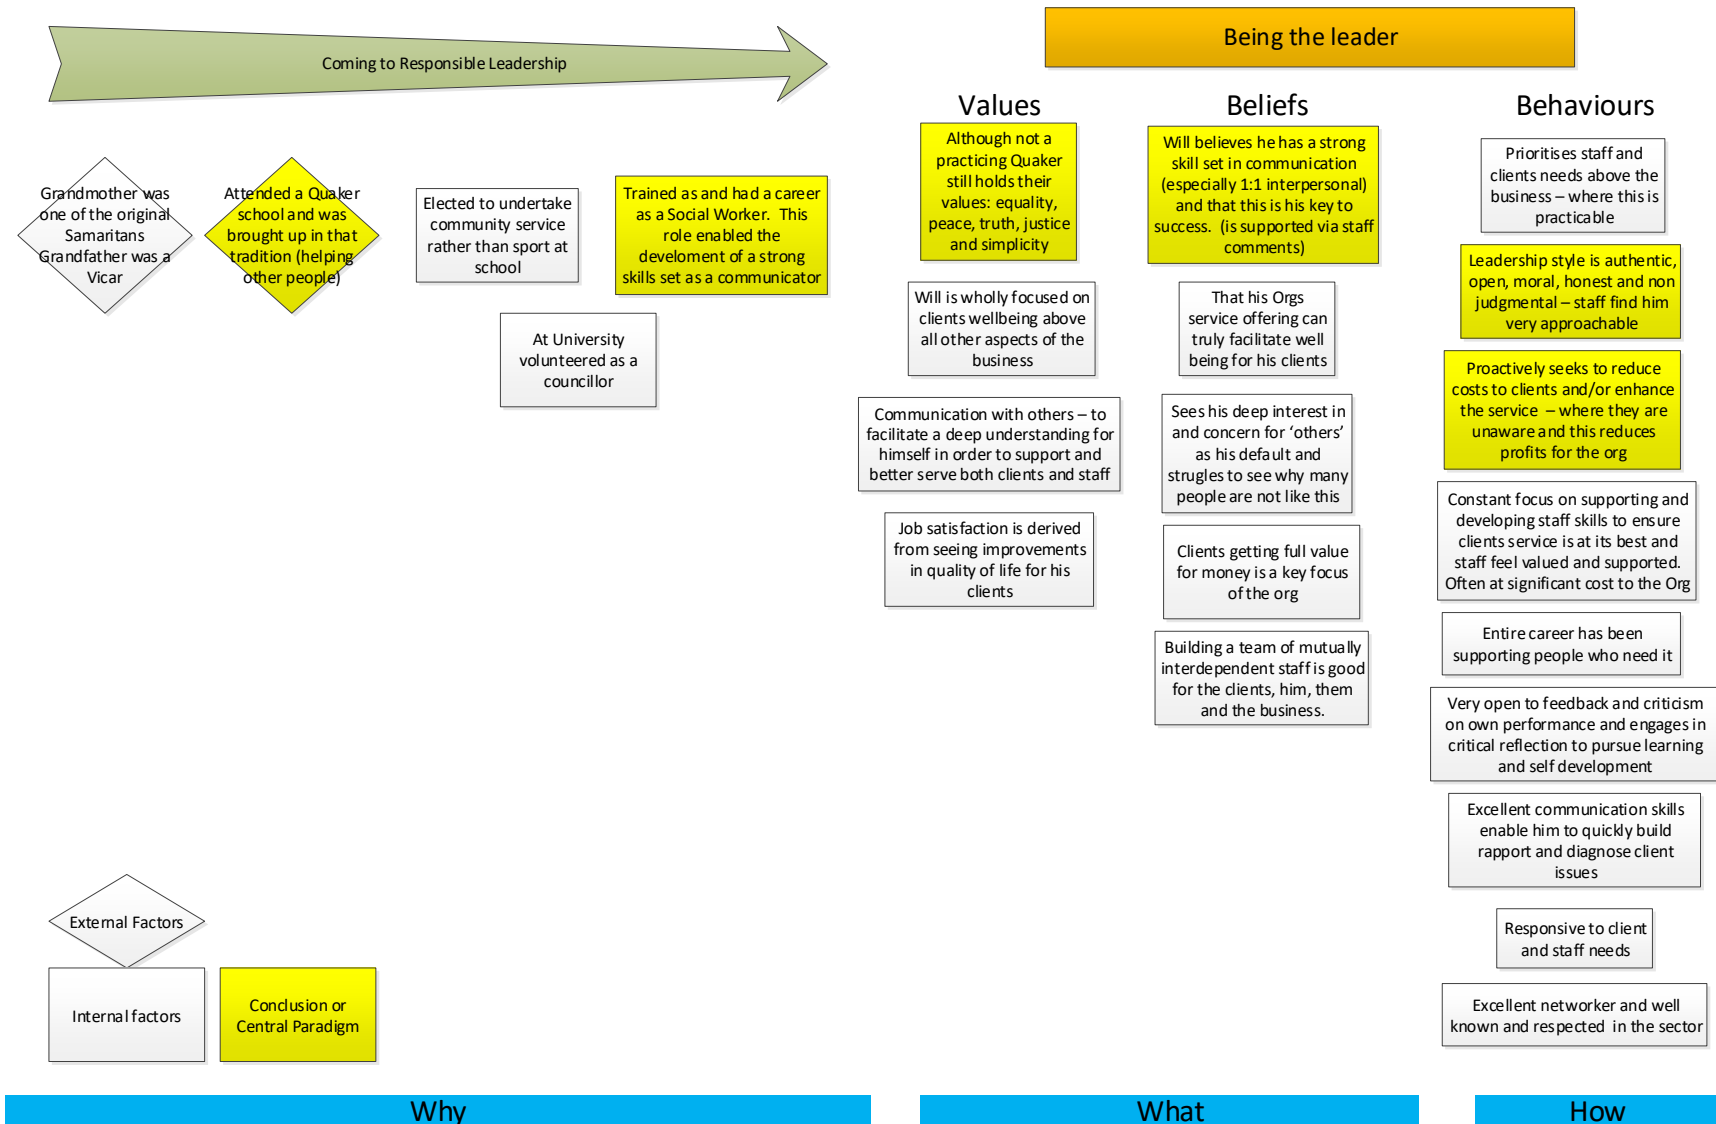 Coming to Responsible Leadership
Being the leader
Grandmother was
one of the original
Samaritans
Grandfather was a
Vicar
Attended a Quaker
school and was
brought up in that
tradition (helping
other people)
Elected to undertake
community service
rather than sport at
school
Trained as and had a career
as a Social Worker. This
role enabled the
develoment of a strong
skills set as a communicator
At University
volunteered as a
councillor
Values
Although not a
practicing Quaker
still holds their
values: equality,
peace, truth, justice
and simplicity
Will is wholly focused on
clients wellbeing above
all other aspects of the
business
Communication with others – to
facilitate a deep understanding for
himself in order to support and
better serve both clients and staff
Job satisfaction is derived
from seeing improvements
in quality of life for his
clients
Beliefs
Will believes he has a strong
skill set in communication
(especially 1:1 interpersonal)
and that this is his key to
success. (is supported via staff
comments)
That his Orgs
service offering can
truly facilitate well
being for his clients
Sees his deep interest in
and concern for ‘others’
as his default and
strugles to see why many
people are not like this
Clients getting full value
for money is a key focus
of the org
Building a team of mutually
interdependent staff is good
for the clients, him, them
and the business.
Behaviours
Prioritises staff and
clients needs above the
business – where this is
practicable
Leadership style is authentic,
open, moral, honest and non
judgmental – staff find him
very approachable
Proactively seeks to reduce
costs to clients and/or enhance
the service – where they are
unaware and this reduces
profits for the org
Constant focus on supporting and
developing staff skills to ensure
clients service is at its best and
staff feel valued and supported.
Often at significant cost to the Org
Entire career has been
supporting people who need it
Very open to feedback and criticism
on own performance and engages in
critical reflection to pursue learning
and self development
Excellent communication skills
enable him to quickly build
rapport and diagnose client
issues
Responsive to client
and staff needs
Excellent networker and well
known and respected in the sector
External Factors
Internal factors
Conclusion or
Central Paradigm
Why
What
How